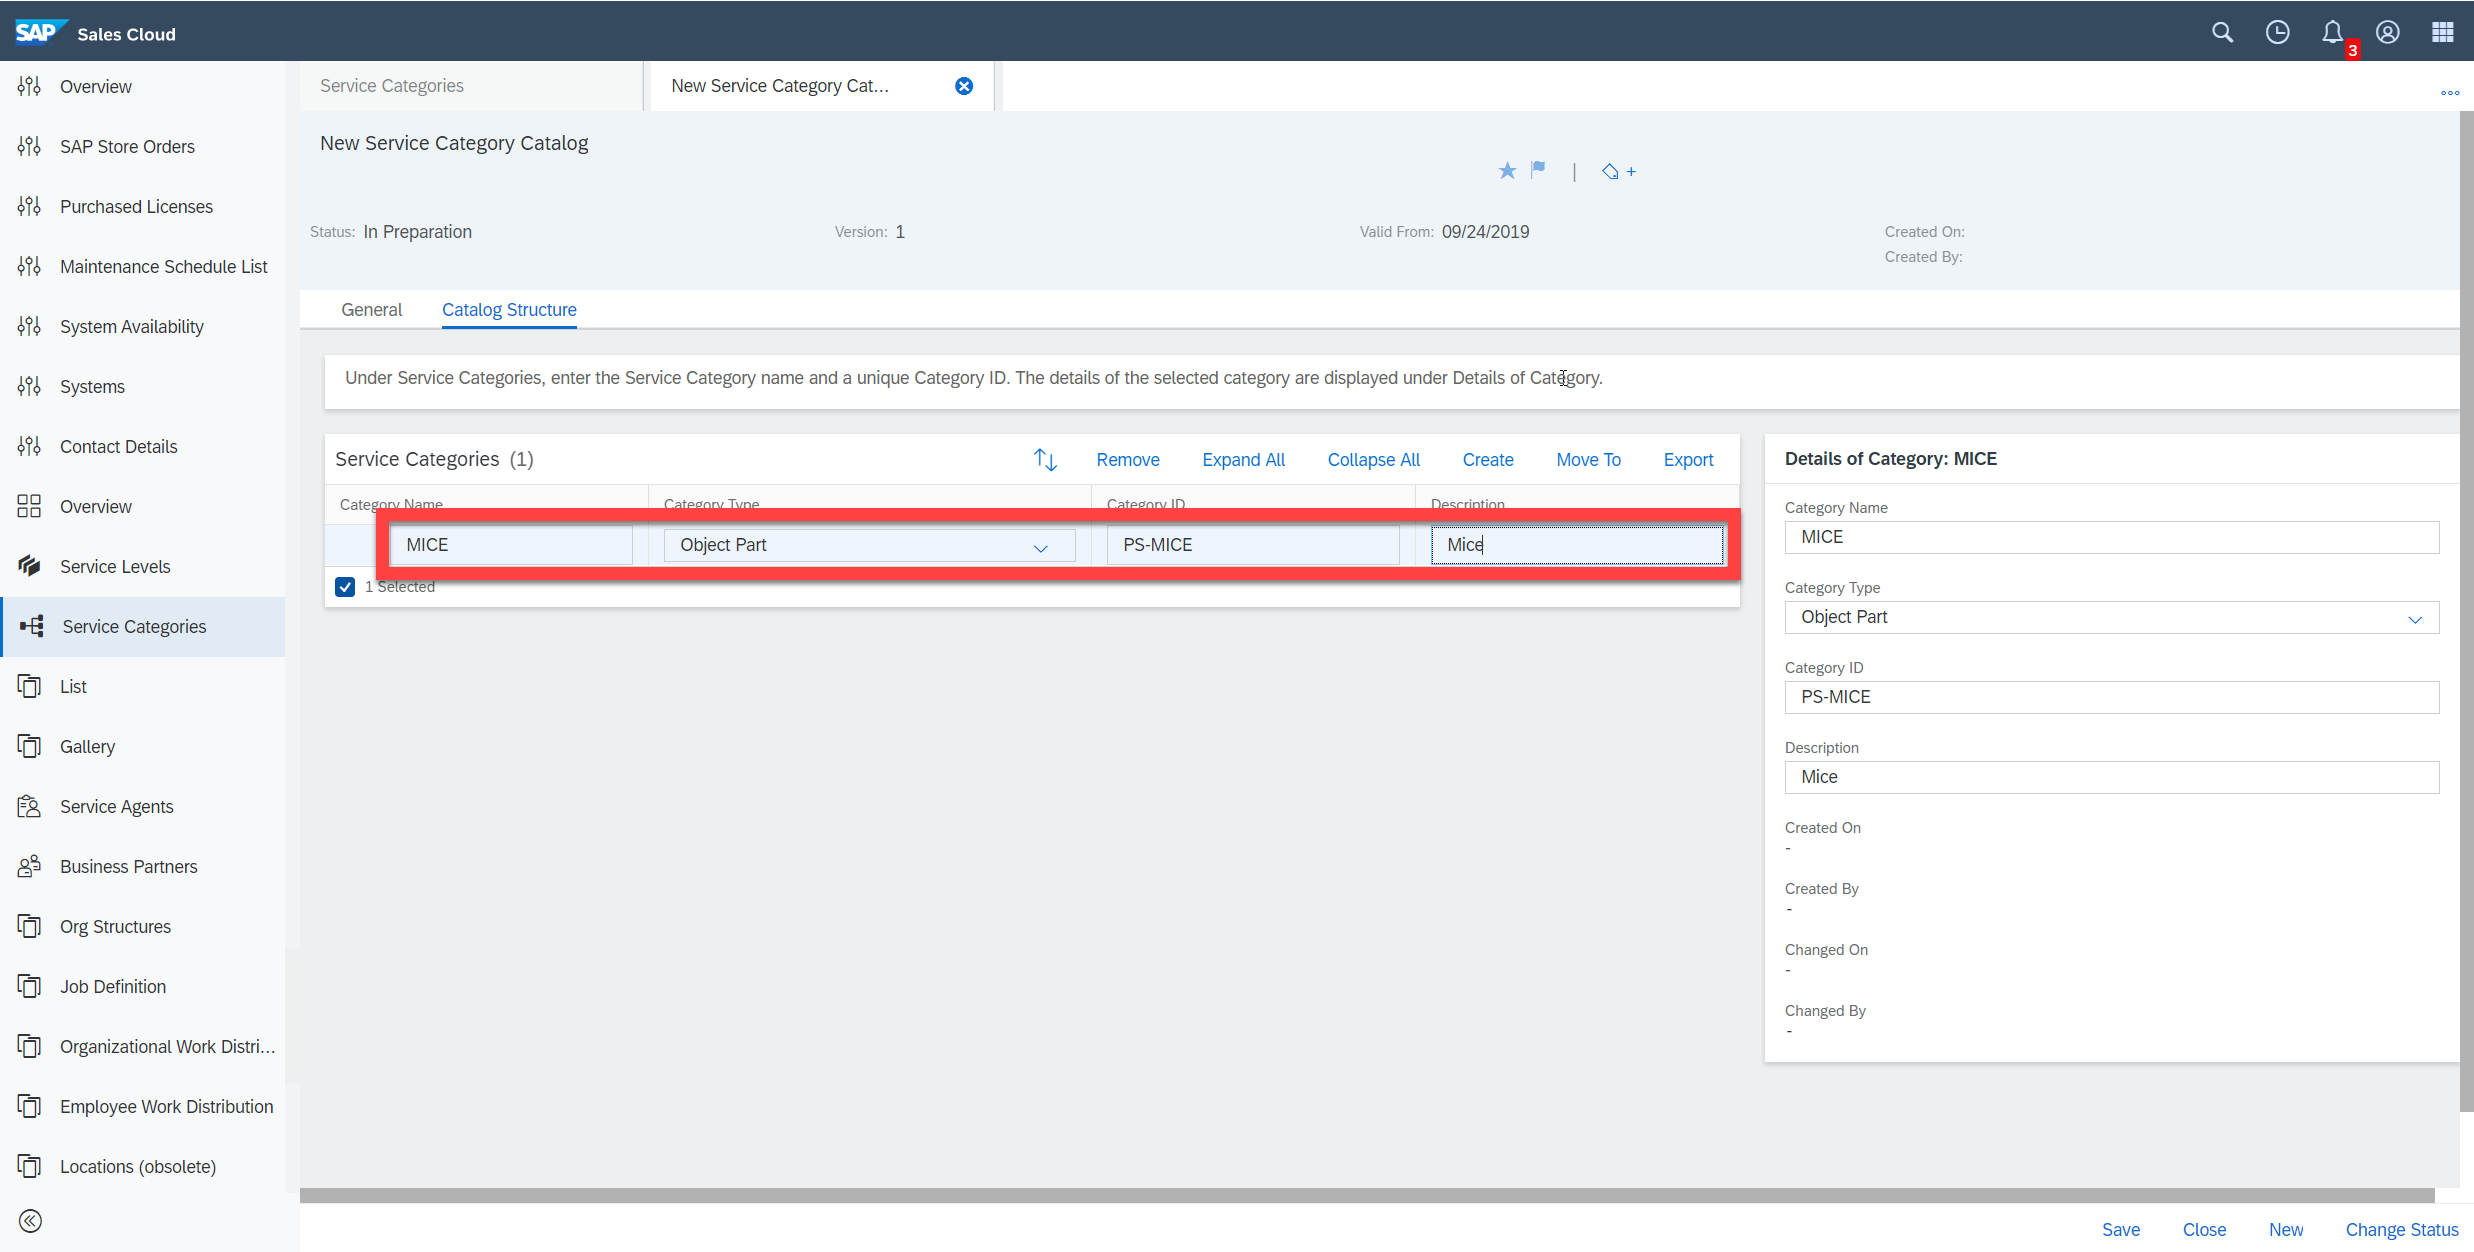 SAP Sales Cloud
3
Overview
SAP Store Orders
Purchased Licenses
Maintenance Schedule List
System Availability
Systems
Contact Details
Overview
Service Levels
Service Categories
List
Gallery
Service Agents
Business Partners
Org Structures
Job Definition
Organizational Work Distri...
Employee Work Distribution
Locations (obsolete)
Service Categories
New Service Category Cat...
New Service Category Catalog
Status: In Preparation
Version: 1
Valid From: 09/24/2019
Created On:
Created By:
General
Catalog Structure
Under Service Categories, enter the Service Category name and a unique Category ID. The details of the selected category are displayed under Details of Category.
Service Categories (1)
Remove
Expand All
Collapse All
Create
Move To
Export
Category Name
Category Type
Category ID
Description
MICE
Object Part
PS-MICE
Mice
1 Selected
Details of Category: MICE
Category Name
MICE
Category Type
Object Part
Category ID
PS-MICE
Description
Mice
Created On
-
Created By
-
Changed On
-
Changed By
-
Save
Close
New
Change Status